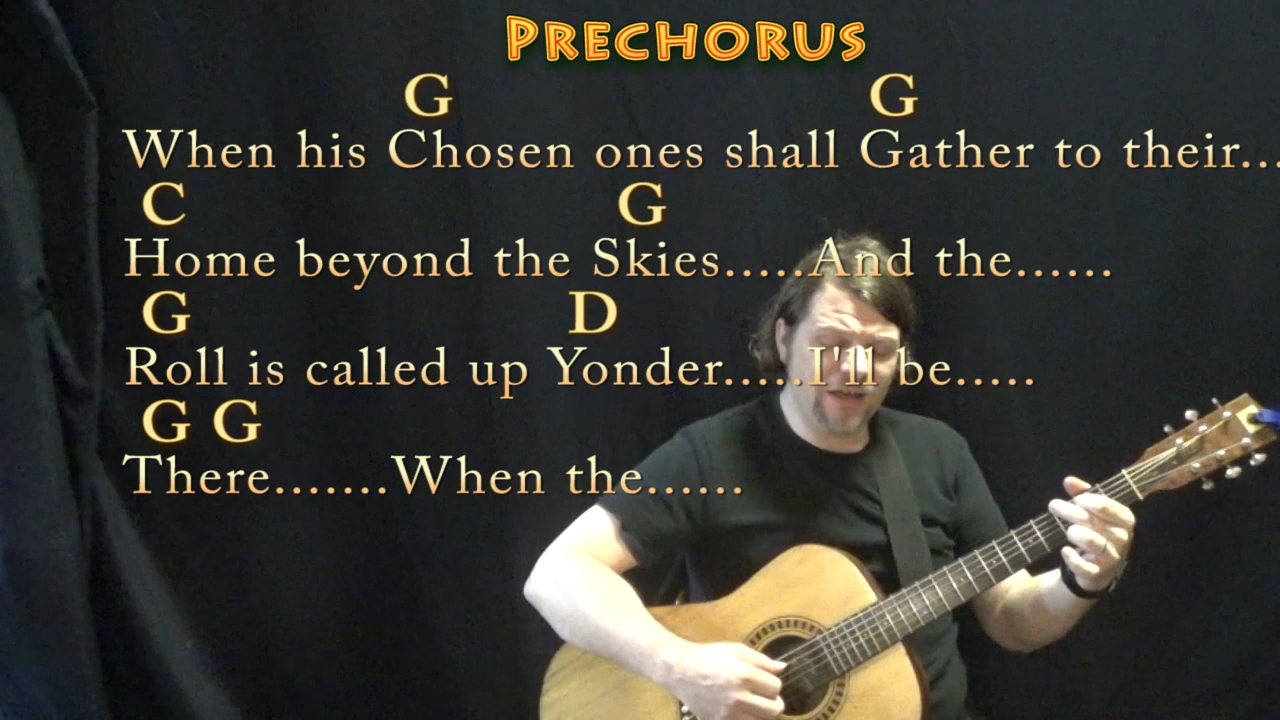 PRECHORUS
G G
When his Chosen ones shall Gather to their...
C G
Home beyond the Skies.....And the......
G D
Roll is called up Yonder.....I'll be.....
G G
There.......When the......